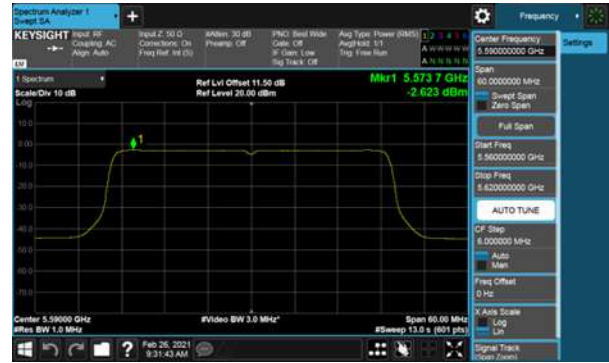 Spectrum Analyzer 1
Swept SA
+
Frequency
KEYSIGHT
Input: RF
Coupling: AC
Align: Auto
Input Z: 50 Ω
Corrections: On
Freq Ref: Int (S)
#Atten: 30 dB
Preamp: Off
PNO: Best Wide
Gate: Off
IF Gain: Low
Sig Track: Off
Avg Type: Power (RMS)
Avg|Hold: 1/1
Trig: Free Run
1 2 3 4 5 6
A W W W W W
A N N N N N
1 Spectrum
Scale/Div 10 dB
Log
Ref Lvl Offset 11.50 dB
Ref Level 20.00 dBm
Mkr1 5.573 7 GHz
-2.623 dBm
10.0
0.00
-10.0
-20.0
-30.0
-40.0
-50.0
-60.0
-70.0
1
Center 5.59000 GHz
#Res BW 1.0 MHz
#Video BW 3.0 MHz*
Span 60.00 MHz
#Sweep 13.0 s (601 pts)
Feb 26, 2021
9:31:43 AM
Center Frequency
5.590000000 GHz
Settings
Span
60.0000000 MHz
Swept Span
Zero Span
Full Span
Start Freq
5.560000000 GHz
Stop Freq
5.620000000 GHz
AUTO TUNE
CF Step
6.000000 MHz
Auto
Man
Freq Offset
0 Hz
X Axis Scale
Log
Lin
Signal Track
(Span Zoom)